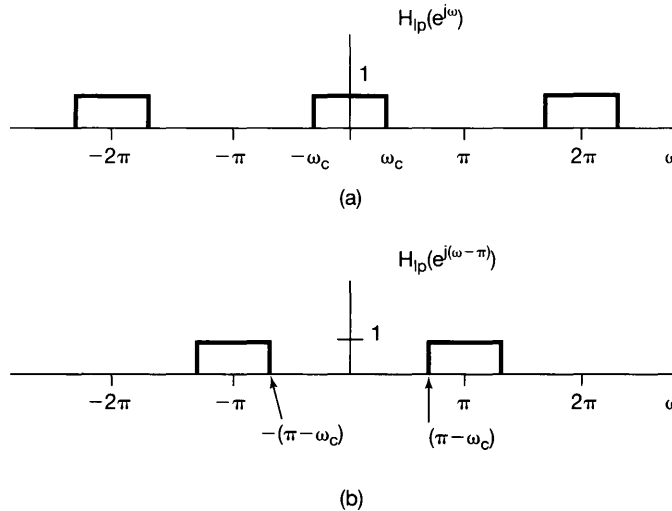 H_lp(e^jω)
1
−2π −π −ω_c ω_c π 2π ω
(a)
H_lp(e^j(ω−π))
1
−2π −π π 2π ω
−(π−ω_c) (π−ω_c)
(b)